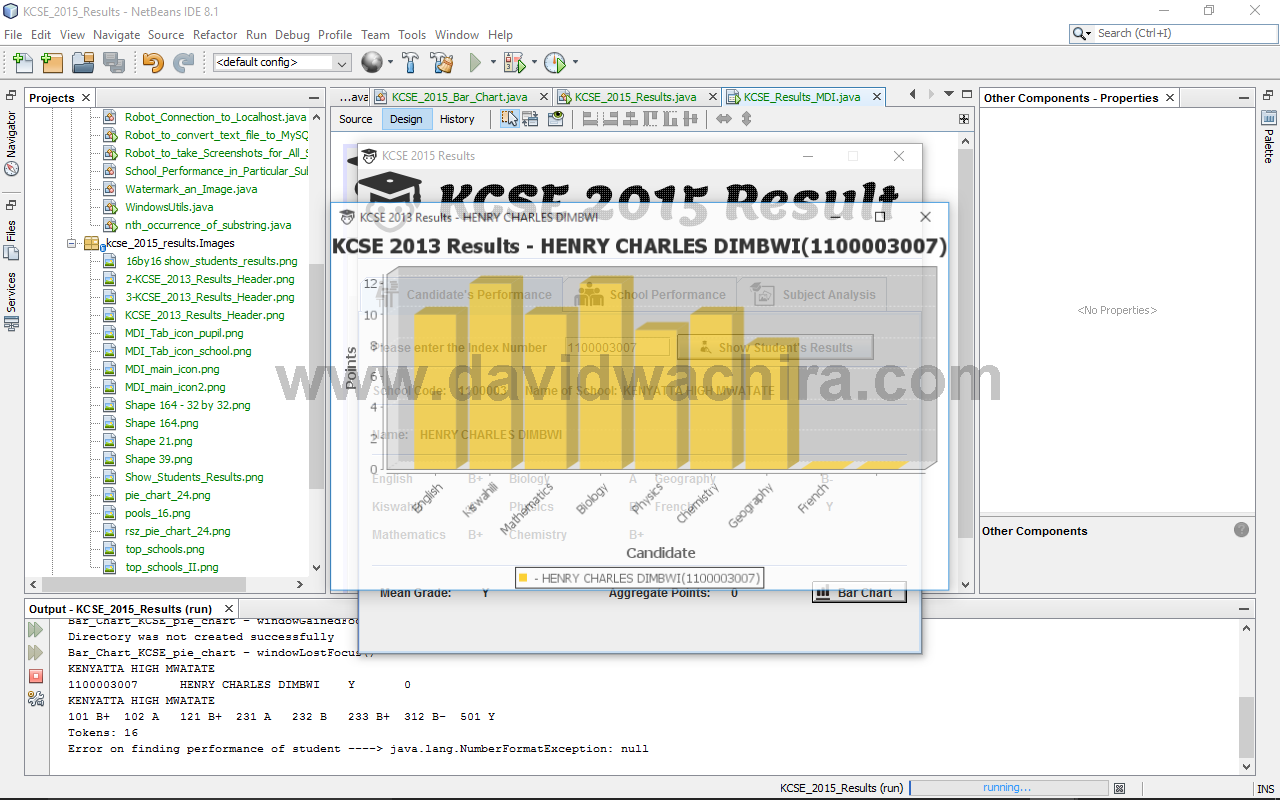 KCSE_2015_Results - NetBeans IDE 8.1
File Edit View Navigate Source Refactor Run Debug Profile Team Tools Window Help
Search (Ctrl+I)
<default config>
Projects
Navigator
Files
Services
Robot_Connection_to_Localhost.java
Robot_to_convert_text_file_to_MySQ
Robot_to_take_Screenshots_for_All_S
School_Performance_in_Particular_Su
Watermark_an_Image.java
WindowsUtils.java
nth_occurrence_of_substring.java
kcse_2015_results.Images
16by16 show_students_results.png
2-KCSE_2013_Results_Header.png
3-KCSE_2013_Results_Header.png
KCSE_2013_Results_Header.png
MDI_Tab_icon_pupil.png
MDI_Tab_icon_school.png
MDI_main_icon.png
MDI_main_icon2.png
Shape 164 - 32 by 32.png
Shape 164.png
Shape 21.png
Shape 39.png
Show_Students_Results.png
pie_chart_24.png
pools_16.png
rsz_pie_chart_24.png
top_schools.png
top_schools_II.png
...ava KCSE_2015_Bar_Chart.java KCSE_2015_Results.java KCSE_Results_MDI.java
Source Design History
KCSE 2015 Results
KCSE 2015 Result
KCSE 2013 Results - HENRY CHARLES DIMBWI
KCSE 2013 Results - HENRY CHARLES DIMBWI(1100003007)
Candidate's Performance School Performance Subject Analysis
Please enter the Index Number 1100003007 Show Student's Results
School Code: 1100003 Name of School: KENYATTA HIGH MWATATE
Name: HENRY CHARLES DIMBWI
English B+ Biology A Geography B-
Kiswahili Physics B French Y
Mathematics B+ Chemistry B+
Points
12
10
8
6
4
2
0
English Kiswahili Mathematics Biology Physics Chemistry Geography French
Candidate
- HENRY CHARLES DIMBWI(1100003007)
Mean Grade: Y Aggregate Points: 0 Bar Chart
www.davidwachira.com
Other Components - Properties
<No Properties>
Other Components
Palette
Output - KCSE_2015_Results (run)
Bar_Chart_KCSE_pie_chart - windowGainedFoc
Directory was not created successfully
Bar_Chart_KCSE_pie_chart - windowLostFocus()
KENYATTA HIGH MWATATE
1100003007 HENRY CHARLES DIMBWI Y 0
KENYATTA HIGH MWATATE
101 B+ 102 A 121 B+ 231 A 232 B 233 B+ 312 B- 501 Y
Tokens: 16
Error on finding performance of student ----> java.lang.NumberFormatException: null
KCSE_2015_Results (run) running... INS